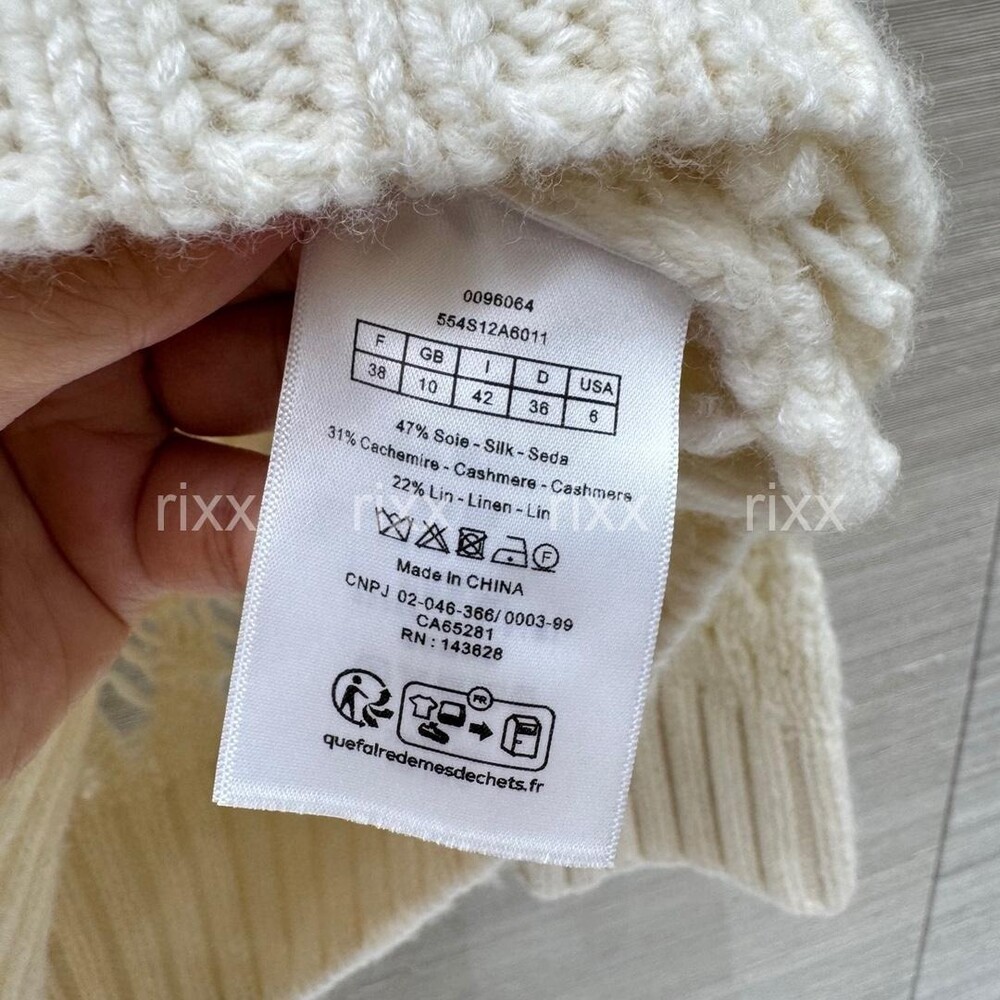 0096064
554S12A6011
F GB I D USA
38 10 42 36 6
47% Soie - Silk - Seda
31% Cachemire - Cashmere - Cashmere
22% Lin - Linen - Lin
rixx rixx rixx rixx
F
Made In CHINA
CNPJ 02-046-366/ 0003-99
CA65281
RN : 143628
FR
quefairedemesdechets.fr